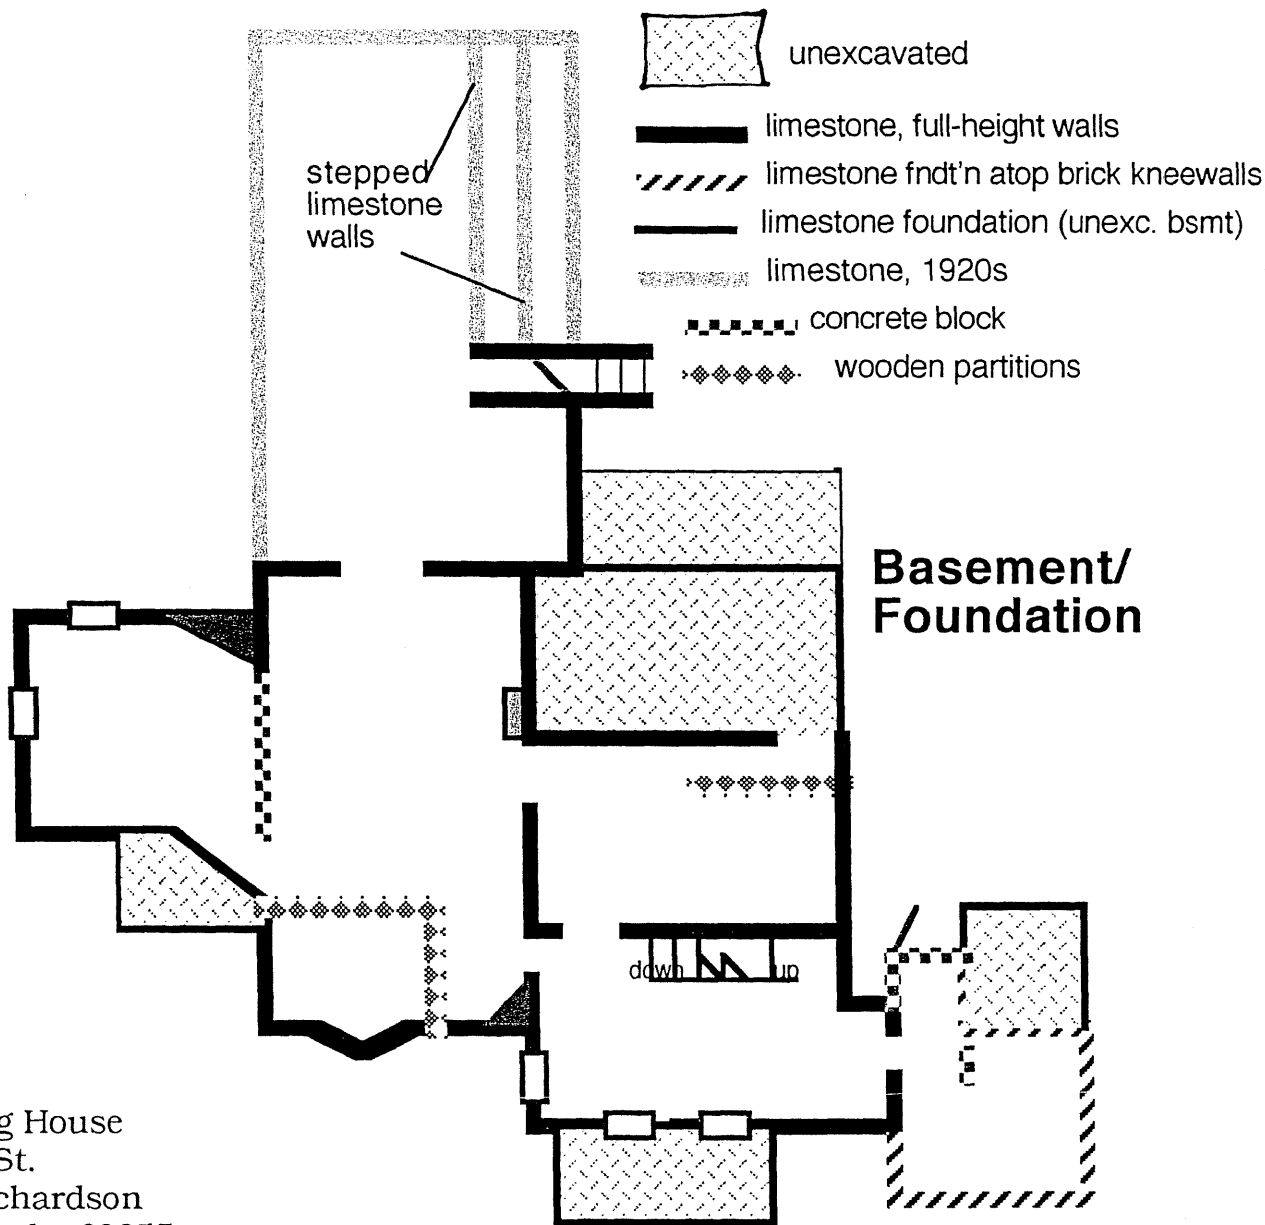 unexcavated
limestone, full-height walls
limestone fndt'n atop brick kneewalls
limestone foundation (unexc. bsmt)
limestone, 1920s
concrete block
wooden partitions
stepped
limestone
walls
Basement/
Foundation
down up
g House
St.
chardson